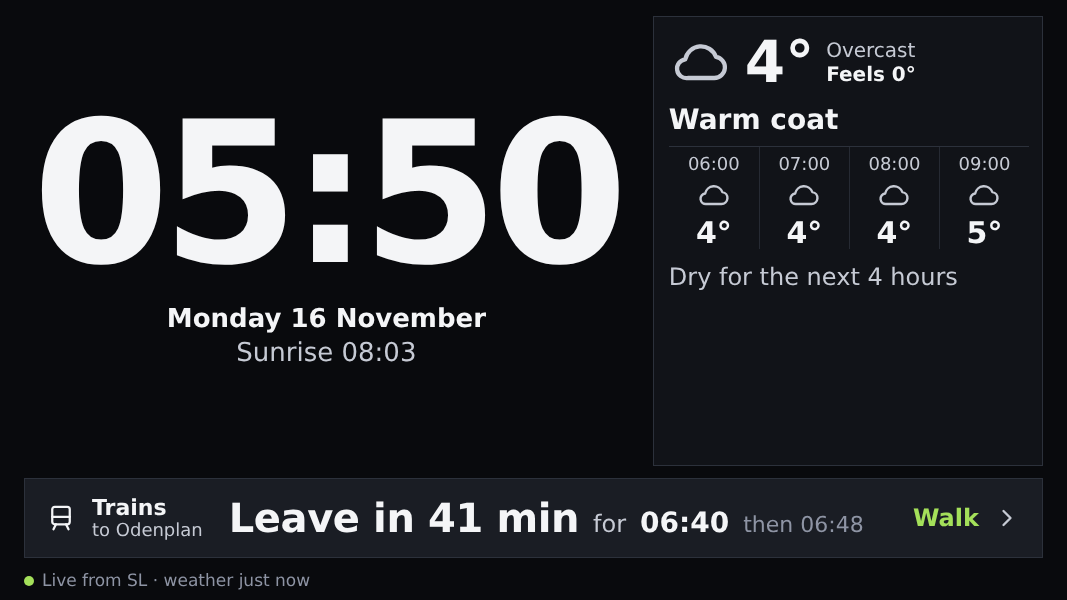 05:50
Monday 16 November
Sunrise 08:03
4°
Overcast
Feels 0°
Warm coat
06:00 07:00 08:00 09:00
4° 4° 4° 5°
Dry for the next 4 hours
Trains
to Odenplan
Leave in 41 min for 06:40 then 06:48
Walk
Live from SL · weather just now